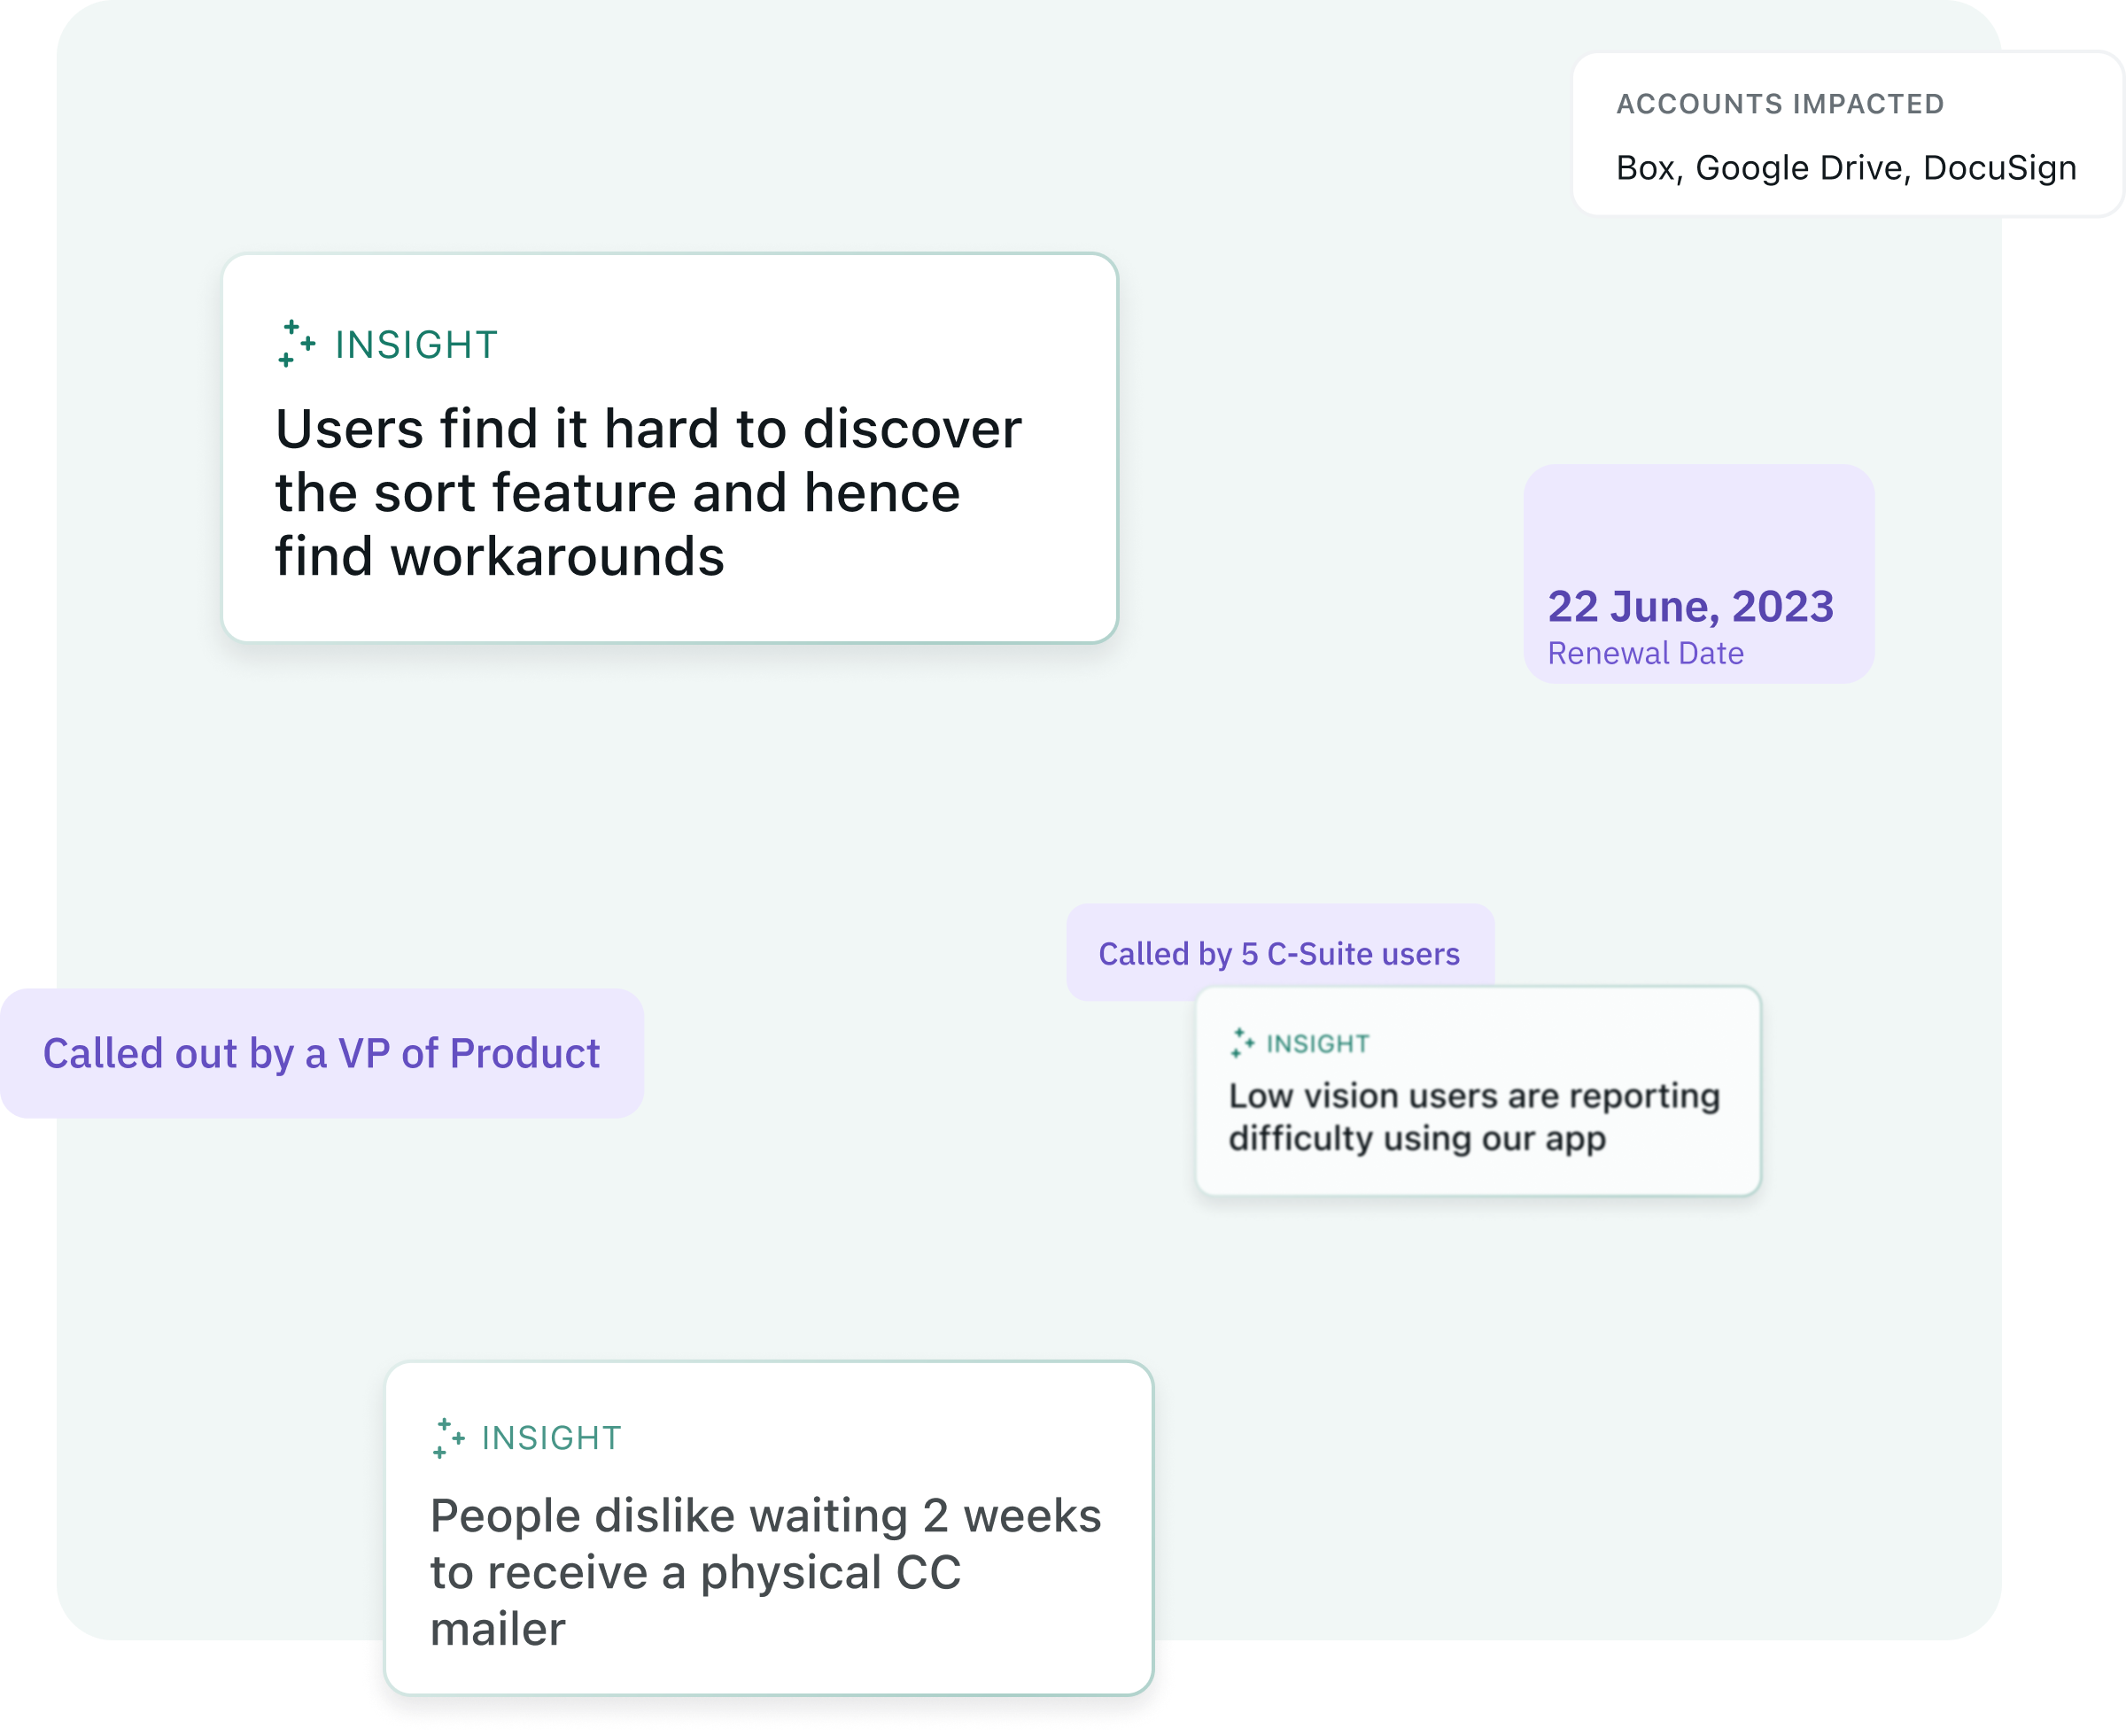 ACCOUNTS IMPACTED
Box, Google Drive, DocuSign
INSIGHT
Users find it hard to discover
the sort feature and hence
find workarounds
22 June, 2023
Renewal Date
Called by 5 C-Suite users
Called out by a VP of Product
INSIGHT
Low vision users are reporting
difficulty using our app
INSIGHT
People dislike waiting 2 weeks
to receive a physical CC
mailer